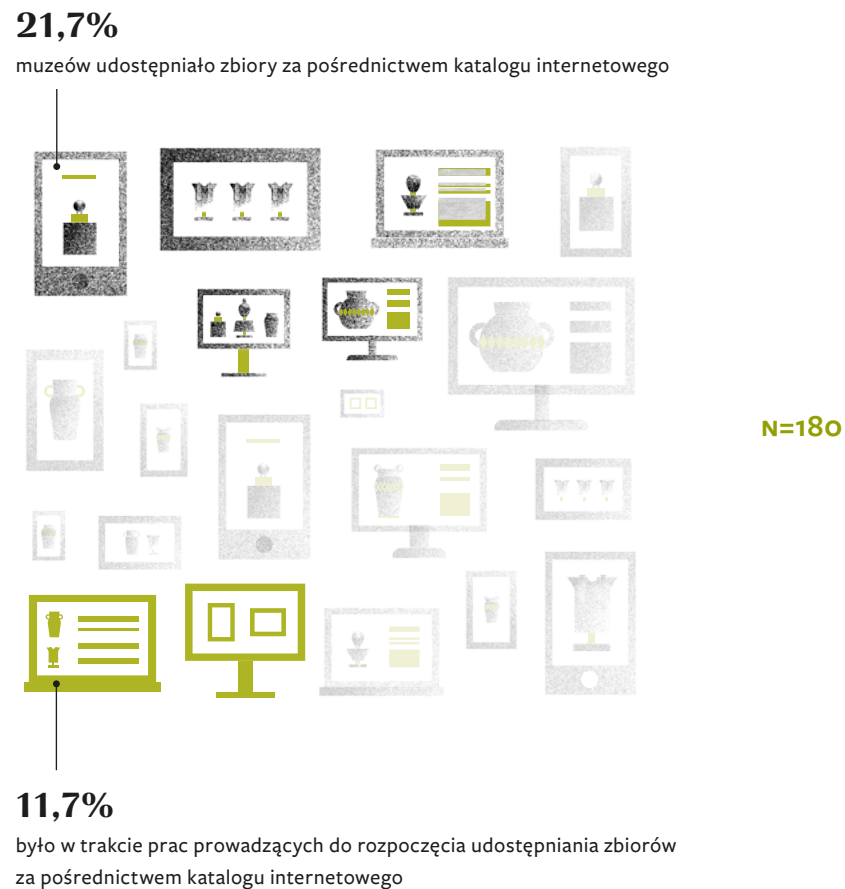 21,7%
muzeów udostępniało zbiory za pośrednictwem katalogu internetowego
N=180
11,7%
było w trakcie prac prowadzących do rozpoczęcia udostępniania zbiorów
za pośrednictwem katalogu internetowego